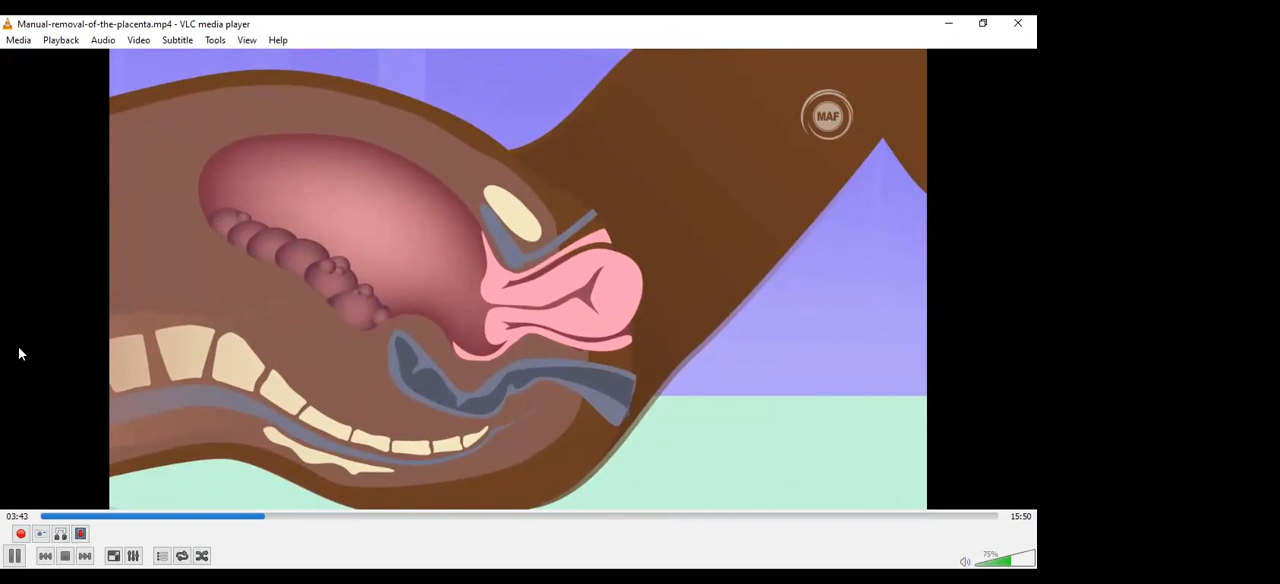 Manual-removal-of-the-placenta.mp4 - VLC media player
Media Playback Audio Video Subtitle Tools View Help
MAF
03:43 15:50
75%